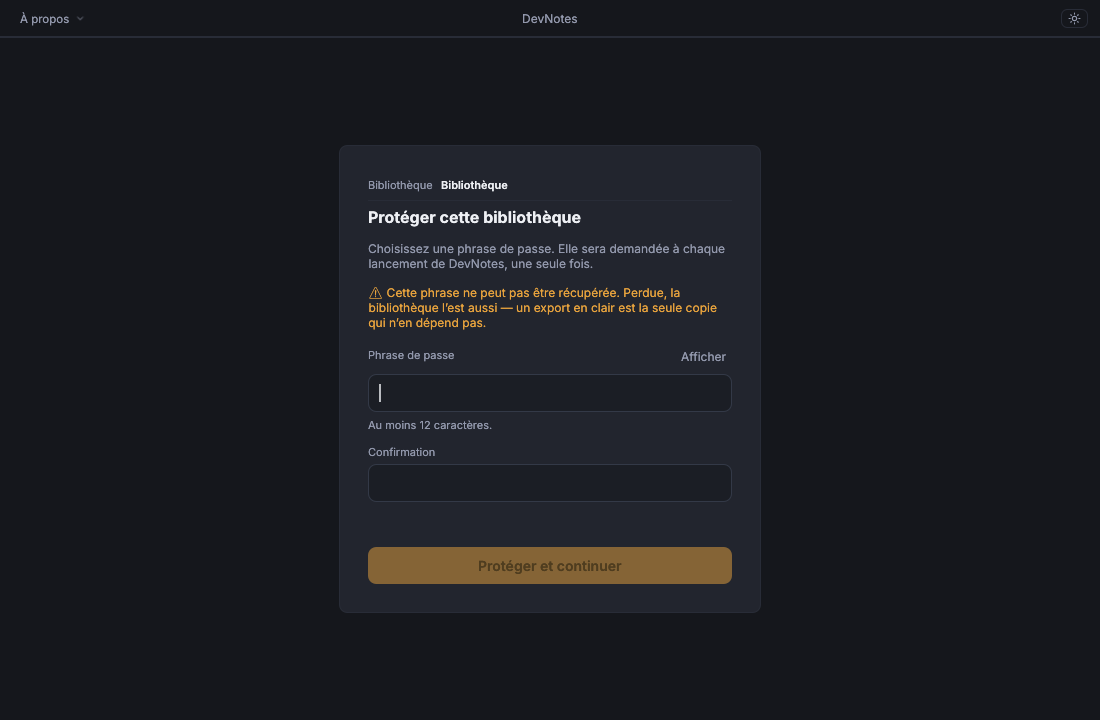 À propos
DevNotes
Bibliothèque Bibliothèque
Protéger cette bibliothèque
Choisissez une phrase de passe. Elle sera demandée à chaque
lancement de DevNotes, une seule fois.
⚠ Cette phrase ne peut pas être récupérée. Perdue, la
bibliothèque l’est aussi — un export en clair est la seule copie
qui n’en dépend pas.
Phrase de passe
Afficher
Au moins 12 caractères.
Confirmation
Protéger et continuer